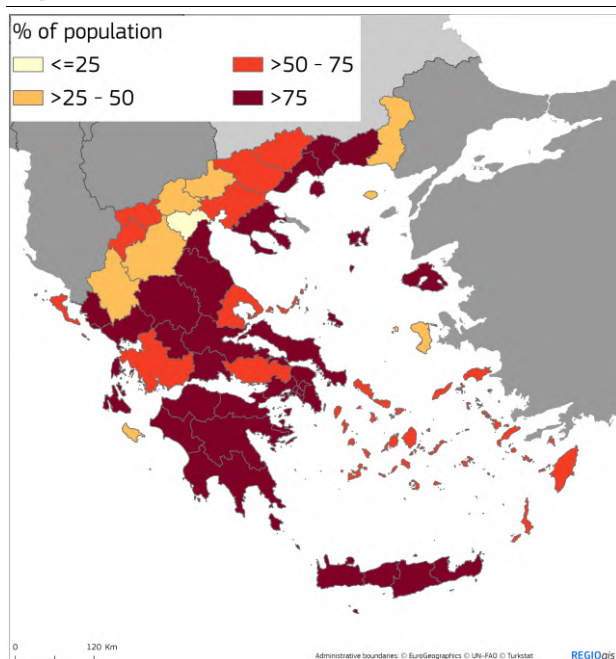 % of population
<=25
>50 - 75
>25 - 50
>75
0
120 Km
Administrative boundaries: © EuroGeographics © UN-FAO © Turkstat
REGIOgis